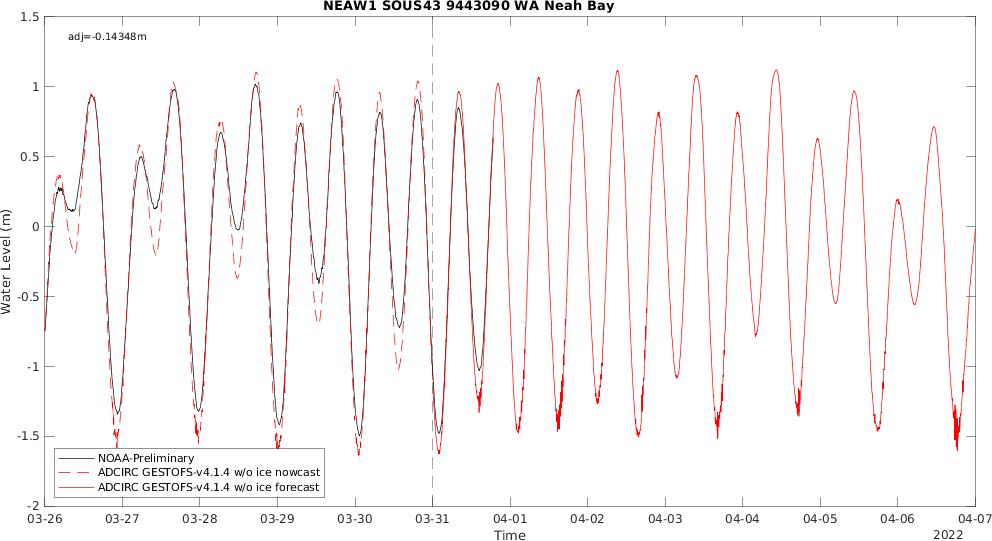 NEAW1 SOUS43 9443090 WA Neah Bay
adj=-0.14348m
1.5
1
0.5
0
-0.5
-1
-1.5
-2
Water Level (m)
NOAA-Preliminary
ADCIRC GESTOFS-v4.1.4 w/o ice nowcast
ADCIRC GESTOFS-v4.1.4 w/o ice forecast
03-26 03-27 03-28 03-29 03-30 03-31 04-01 04-02 04-03 04-04 04-05 04-06 04-07
Time
2022